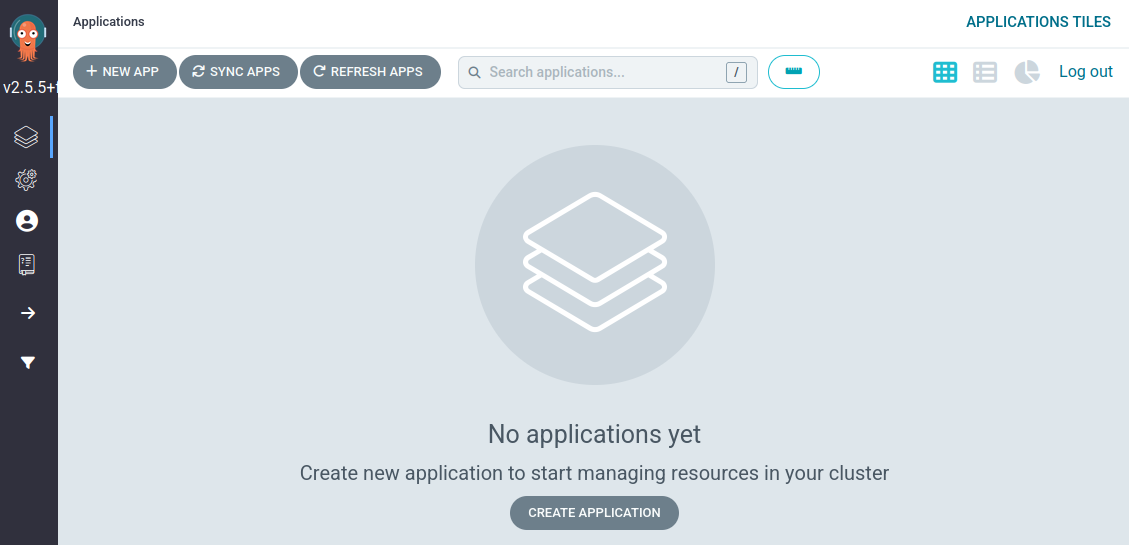 Applications
APPLICATIONS TILES
NEW APP
SYNC APPS
REFRESH APPS
Search applications...
/
Log out
v2.5.5+
No applications yet
Create new application to start managing resources in your cluster
CREATE APPLICATION